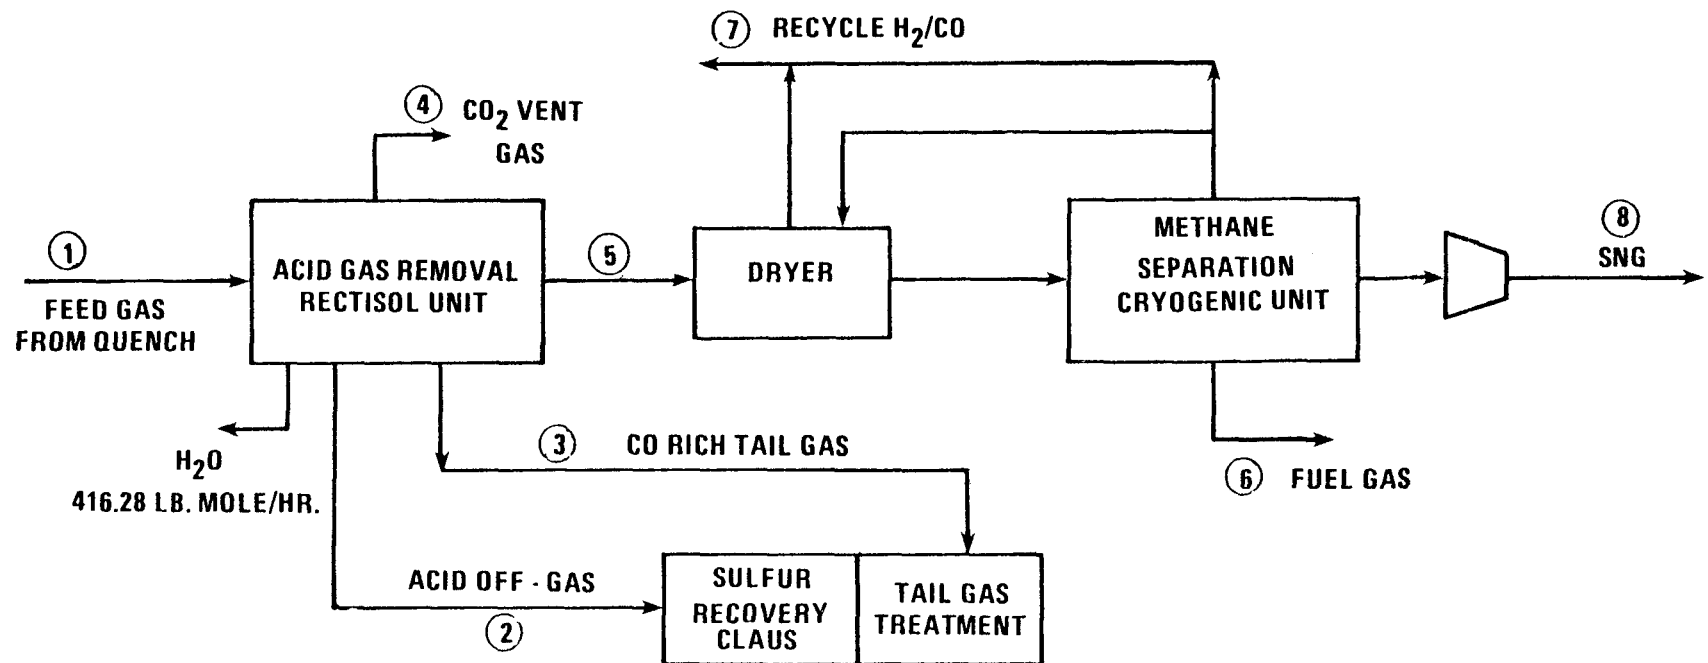 7 RECYCLE H2/CO
4 CO2 VENT
GAS
1
FEED GAS
FROM QUENCH
ACID GAS REMOVAL
RECTISOL UNIT
5
DRYER
METHANE
SEPARATION
CRYOGENIC UNIT
8
SNG
H2O
416.28 LB. MOLE/HR.
3 CO RICH TAIL GAS
6 FUEL GAS
ACID OFF - GAS
2
SULFUR
RECOVERY
CLAUS
TAIL GAS
TREATMENT